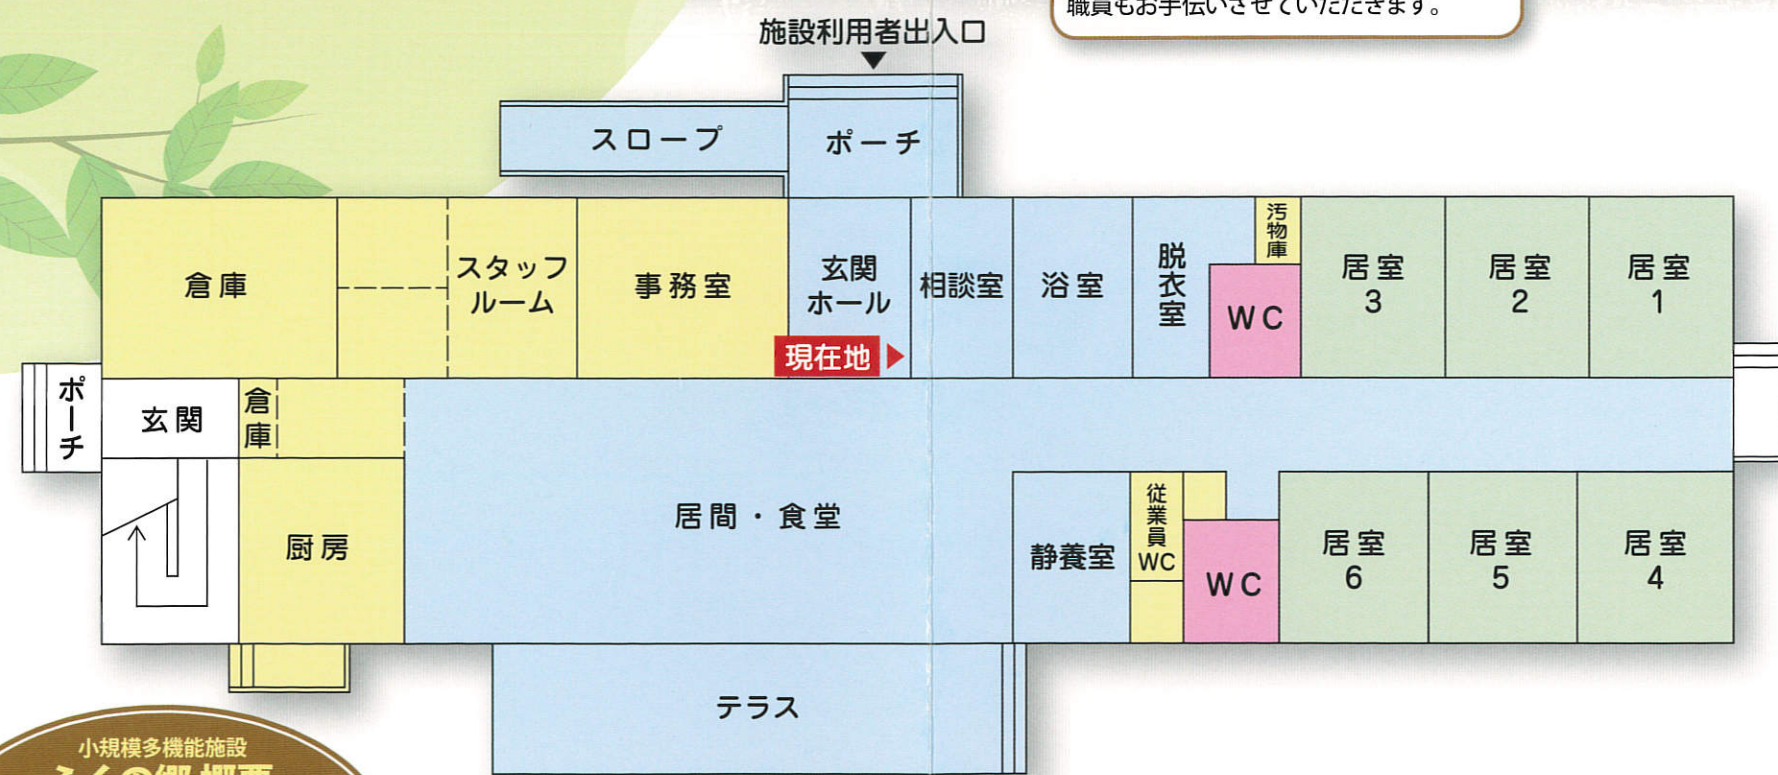 職員もお手伝いさせていただきます。
施設利用者出入口
スロープ
ポーチ
倉庫
スタッフ
ルーム
事務室
玄関
ホール
現在地
相談室
浴室
脱衣室
汚物庫
WC
居室
3
居室
2
居室
1
ポーチ
玄関
倉庫
厨房
居間・食堂
静養室
従業員
WC
WC
居室
6
居室
5
居室
4
テラス
小規模多機能施設